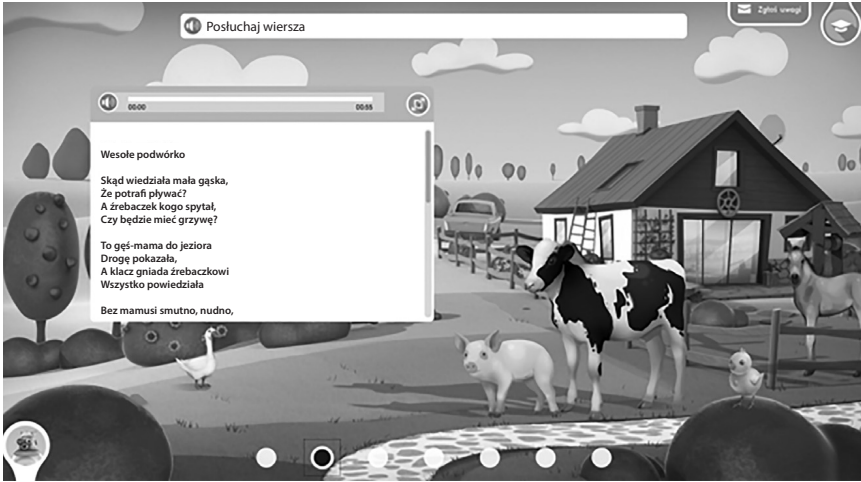 Posłuchaj wiersza
Zgłoś uwagi
00:00
00:55
Wesołe podwórko
Skąd wiedziała mała gąska,
Że potrafi pływać?
A źrebaczek kogo spytał,
Czy będzie mieć grzywę?
To gęś-mama do jeziora
Drogę pokazała,
A klacz gniada źrebaczkowi
Wszystko powiedziała
Bez mamusi smutno, nudno,